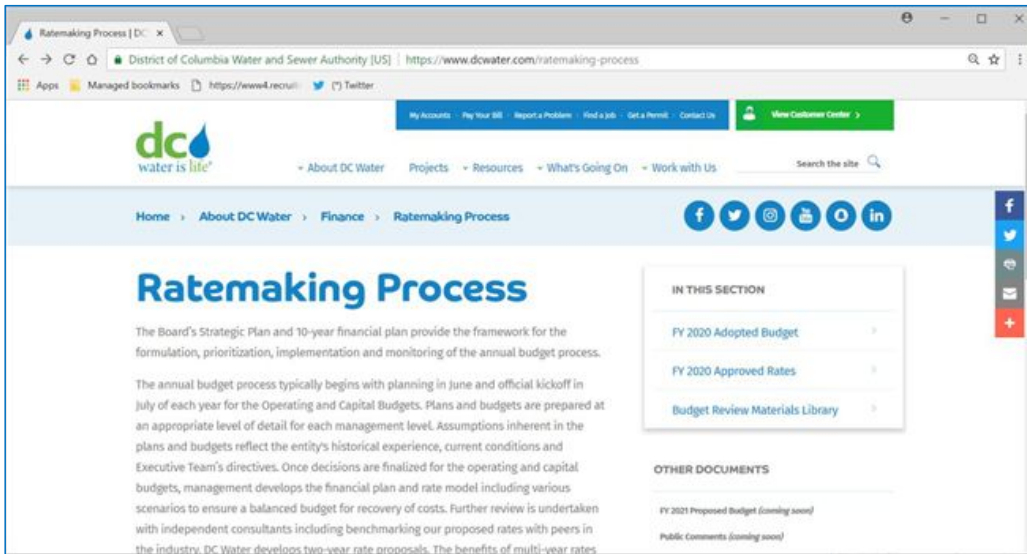 Ratemaking Process | DC
District of Columbia Water and Sewer Authority [US] | https://www.dcwater.com/ratemaking-process
Apps Managed bookmarks https://www4.recruit (*) Twitter
My Accounts Pay Your Bill Report a Problem Find a Job Get a Permit Contact Us
View Customer Center >
dc
water is life®
About DC Water Projects Resources What's Going On Work with Us Search the site
Home > About DC Water > Finance > Ratemaking Process
Ratemaking Process
The Board's Strategic Plan and 10-year financial plan provide the framework for the
formulation, prioritization, implementation and monitoring of the annual budget process.
The annual budget process typically begins with planning in June and official kickoff in
July of each year for the Operating and Capital Budgets. Plans and budgets are prepared at
an appropriate level of detail for each management level. Assumptions inherent in the
plans and budgets reflect the entity's historical experience, current conditions and
Executive Team's directives. Once decisions are finalized for the operating and capital
budgets, management develops the financial plan and rate model including various
scenarios to ensure a balanced budget for recovery of costs. Further review is undertaken
with independent consultants including benchmarking our proposed rates with peers in
the industry. DC Water develops two-year rate proposals. The benefits of multi-year rates
IN THIS SECTION
FY 2020 Adopted Budget
FY 2020 Approved Rates
Budget Review Materials Library
OTHER DOCUMENTS
FY 2021 Proposed Budget (coming soon)
Public Comments (coming soon)